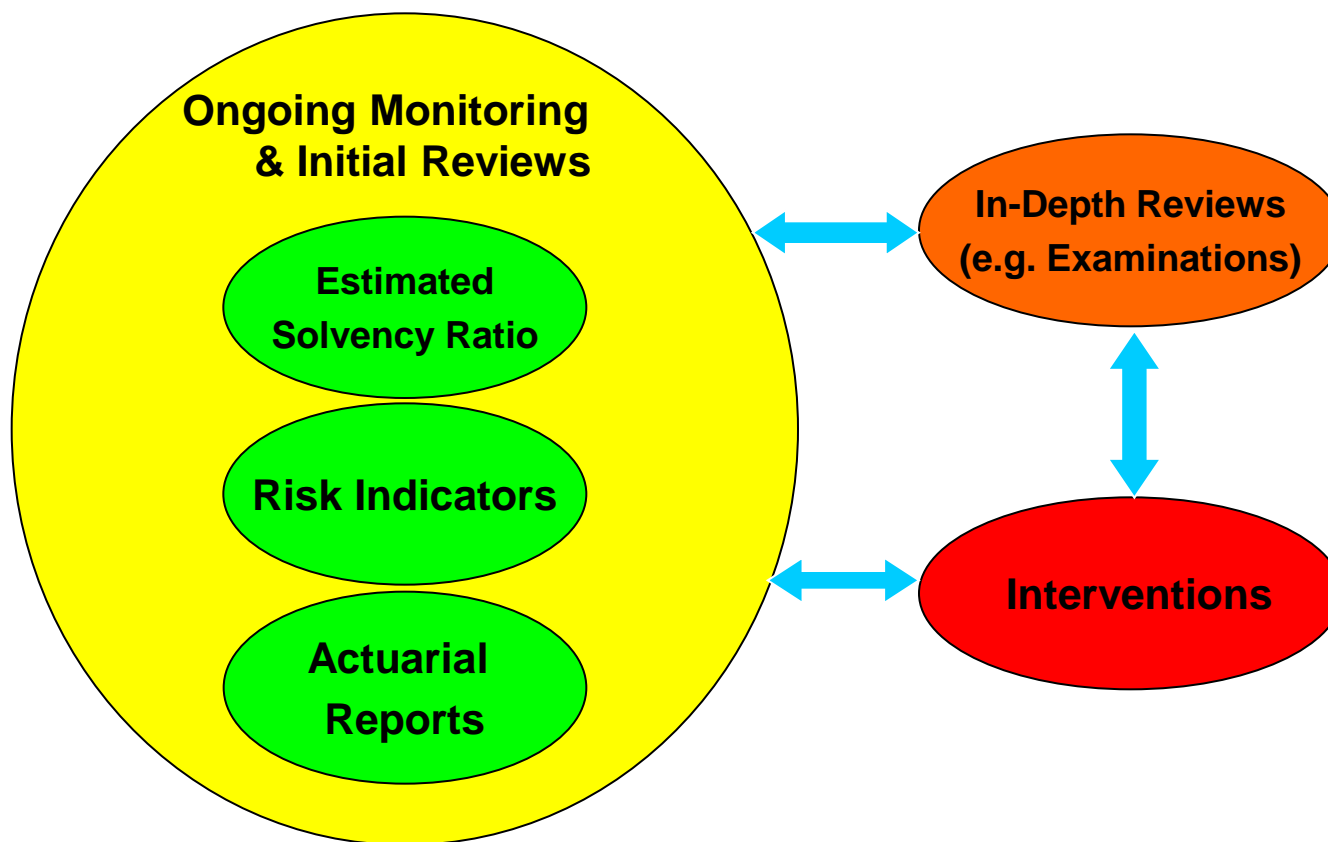 Ongoing Monitoring
& Initial Reviews
Estimated
Solvency Ratio
Risk Indicators
Actuarial
Reports
In-Depth Reviews
(e.g. Examinations)
Interventions